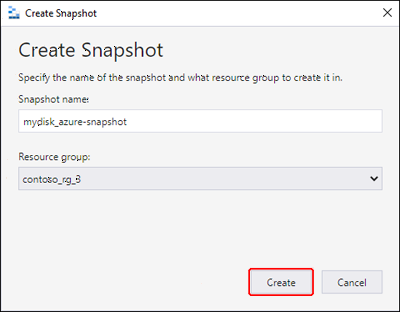 Create Snapshot
Create Snapshot
Specify the name of the snapshot and what resource group to create it in.
Snapshot name:
mydisk_azure-snapshot
Resource group:
contoso_rg_3
Create
Cancel